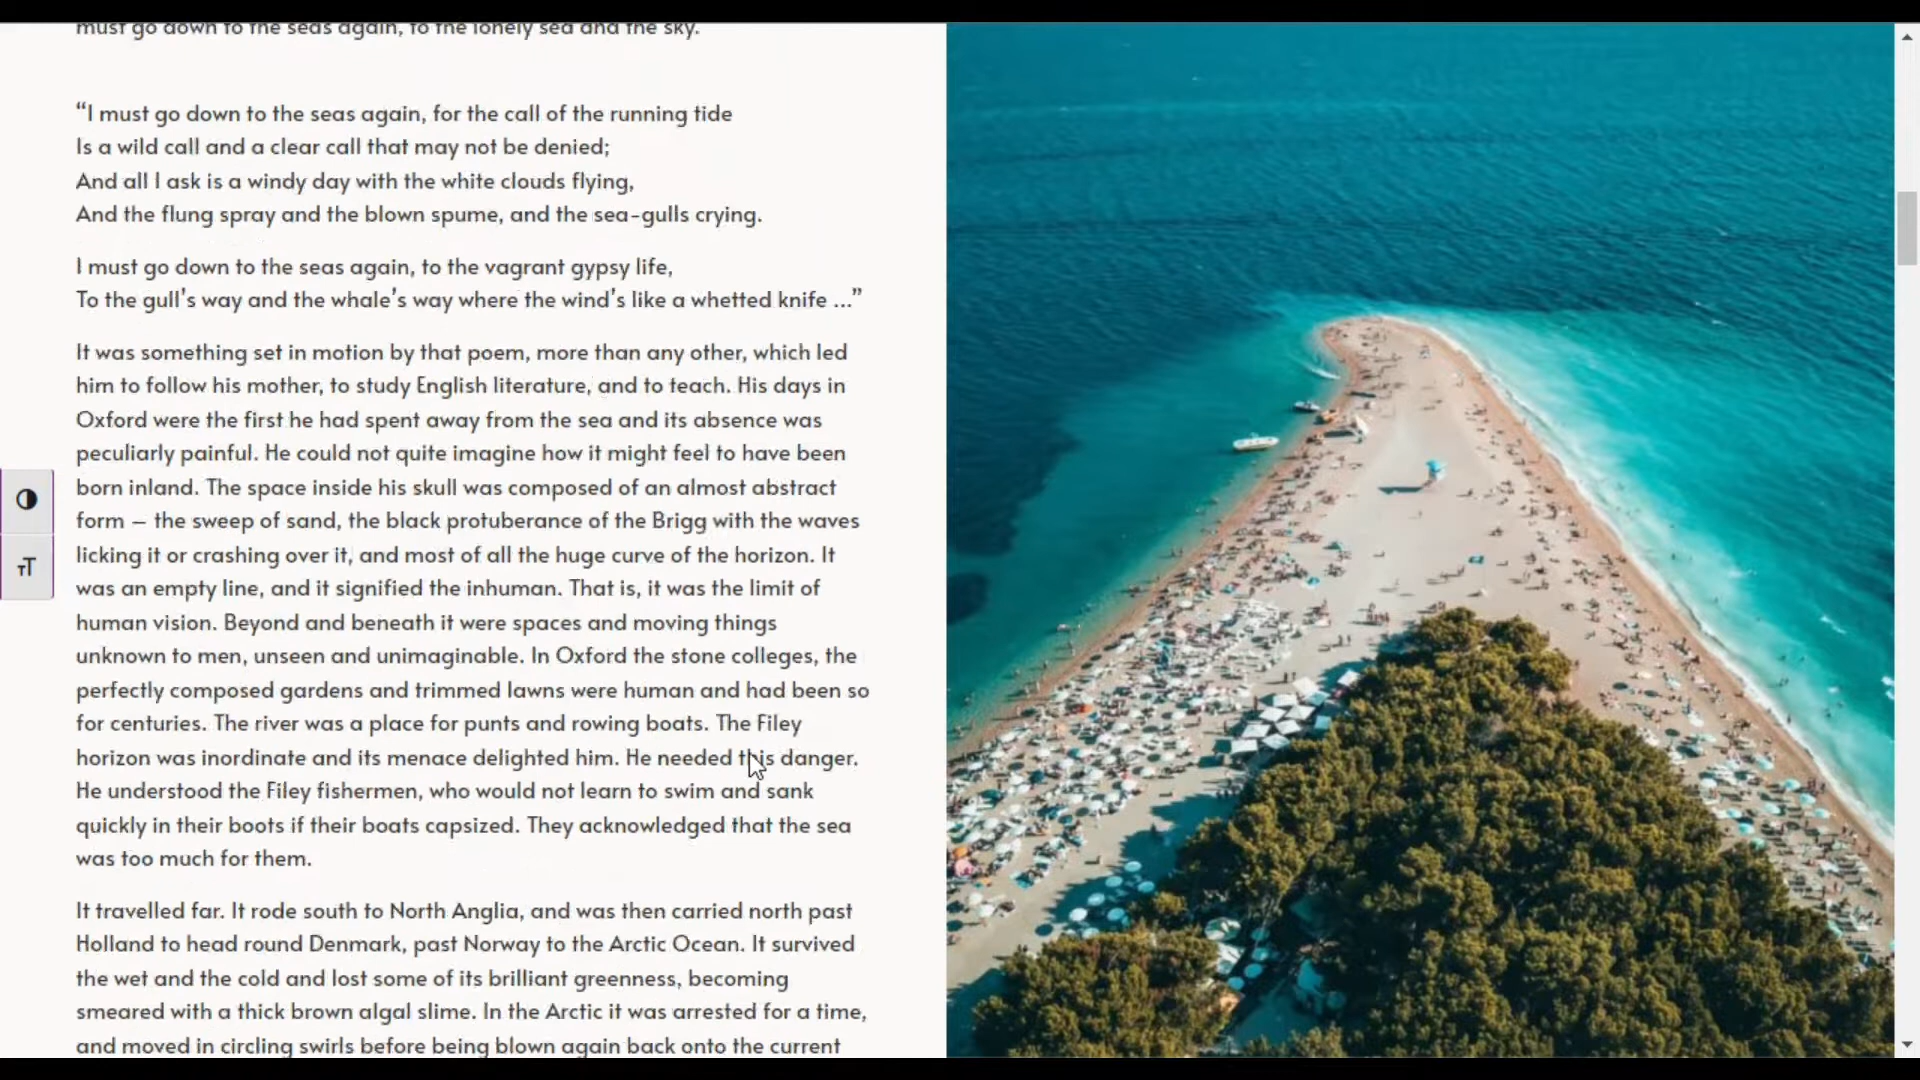 must go down to the seas again, to the lonely sea and the sky.
“I must go down to the seas again, for the call of the running tide
Is a wild call and a clear call that may not be denied;
And all I ask is a windy day with the white clouds flying,
And the flung spray and the blown spume, and the sea-gulls crying.
I must go down to the seas again, to the vagrant gypsy life,
To the gull’s way and the whale’s way where the wind’s like a whetted knife ...”
It was something set in motion by that poem, more than any other, which led
him to follow his mother, to study English literature, and to teach. His days in
Oxford were the first he had spent away from the sea and its absence was
peculiarly painful. He could not quite imagine how it might feel to have been
born inland. The space inside his skull was composed of an almost abstract
form – the sweep of sand, the black protuberance of the Brigg with the waves
licking it or crashing over it, and most of all the huge curve of the horizon. It
was an empty line, and it signified the inhuman. That is, it was the limit of
human vision. Beyond and beneath it were spaces and moving things
unknown to men, unseen and unimaginable. In Oxford the stone colleges, the
perfectly composed gardens and trimmed lawns were human and had been so
for centuries. The river was a place for punts and rowing boats. The Filey
horizon was inordinate and its menace delighted him. He needed this danger.
He understood the Filey fishermen, who would not learn to swim and sank
quickly in their boots if their boats capsized. They acknowledged that the sea
was too much for them.
It travelled far. It rode south to North Anglia, and was then carried north past
Holland to head round Denmark, past Norway to the Arctic Ocean. It survived
the wet and the cold and lost some of its brilliant greenness, becoming
smeared with a thick brown algal slime. In the Arctic it was arrested for a time,
and moved in circling swirls before being blown again back onto the current
TT